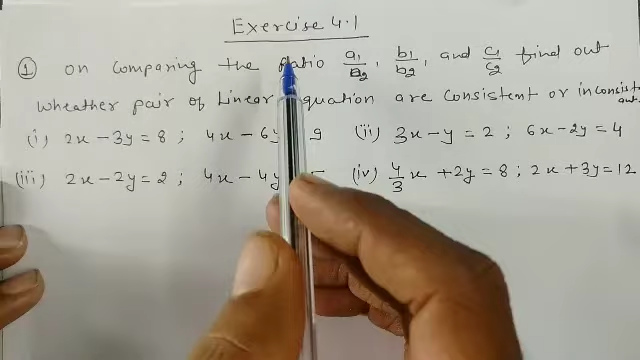 Exercise 4.1
① on comparing the Ratio a1/a2, b1/b2, and c1/c2 find out
wheather pair of Linear equation are consistent or inconsistent.
(i) 2x - 3y = 8 ; 4x - 6y 9 (ii) 3x - y = 2 ; 6x - 2y = 4
(iii) 2x - 2y = 2 ; 4x - 4y (iv) 4/3 x + 2y = 8 ; 2x + 3y = 12